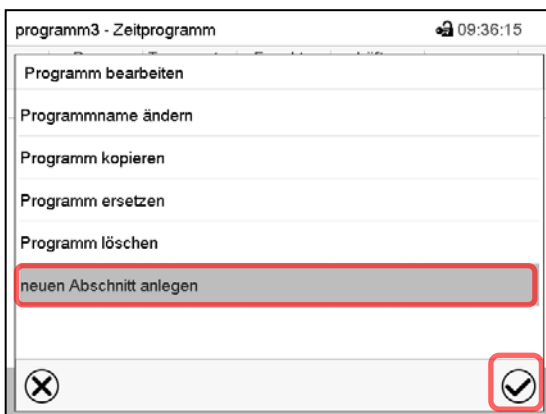 programm3 - Zeitprogramm 09:36:15
Programm bearbeiten
Programmname ändern
Programm kopieren
Programm ersetzen
Programm löschen
neuen Abschnitt anlegen